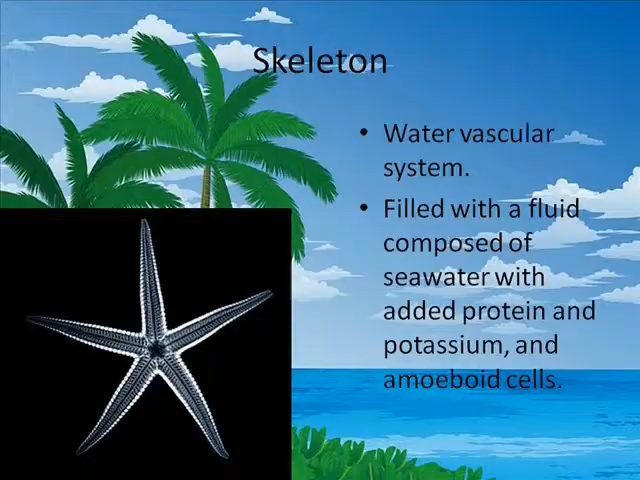 Skeleton
• Water vascular
system.
• Filled with a fluid
composed of
seawater with
added protein and
potassium, and
amoeboid cells.